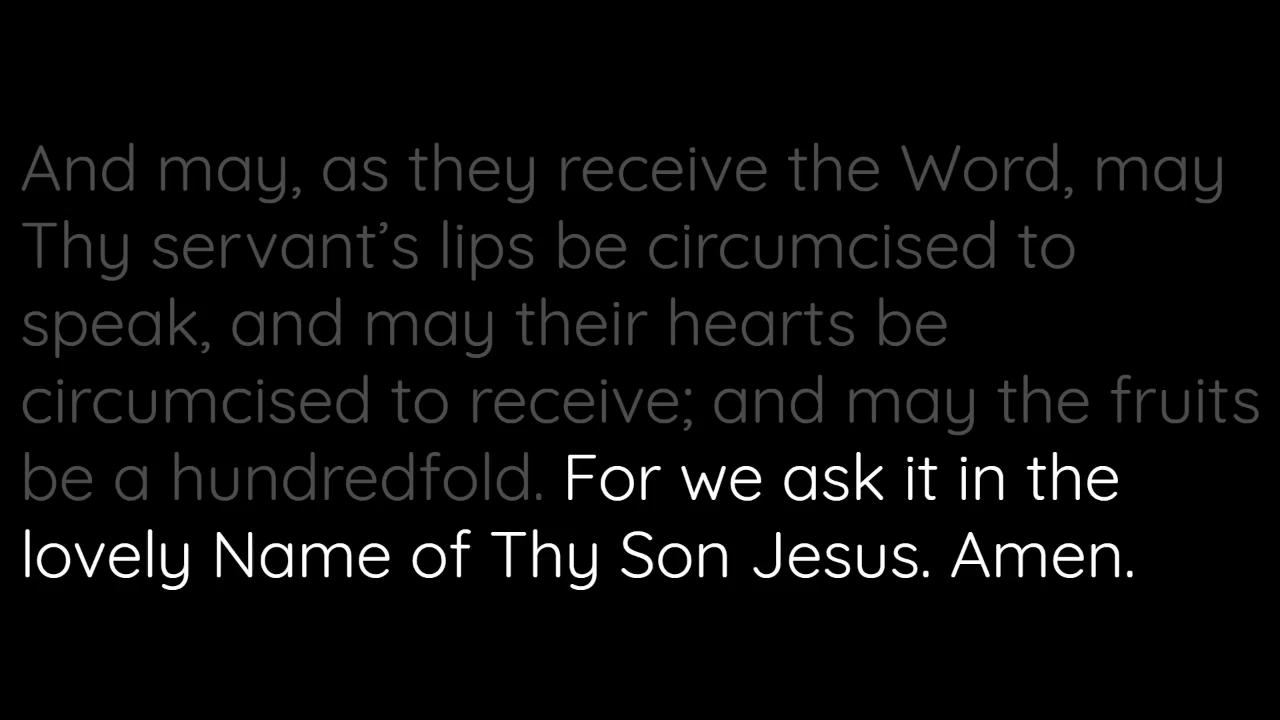 And may, as they receive the Word, may
Thy servant’s lips be circumcised to
speak, and may their hearts be
circumcised to receive; and may the fruits
be a hundredfold. For we ask it in the
lovely Name of Thy Son Jesus. Amen.